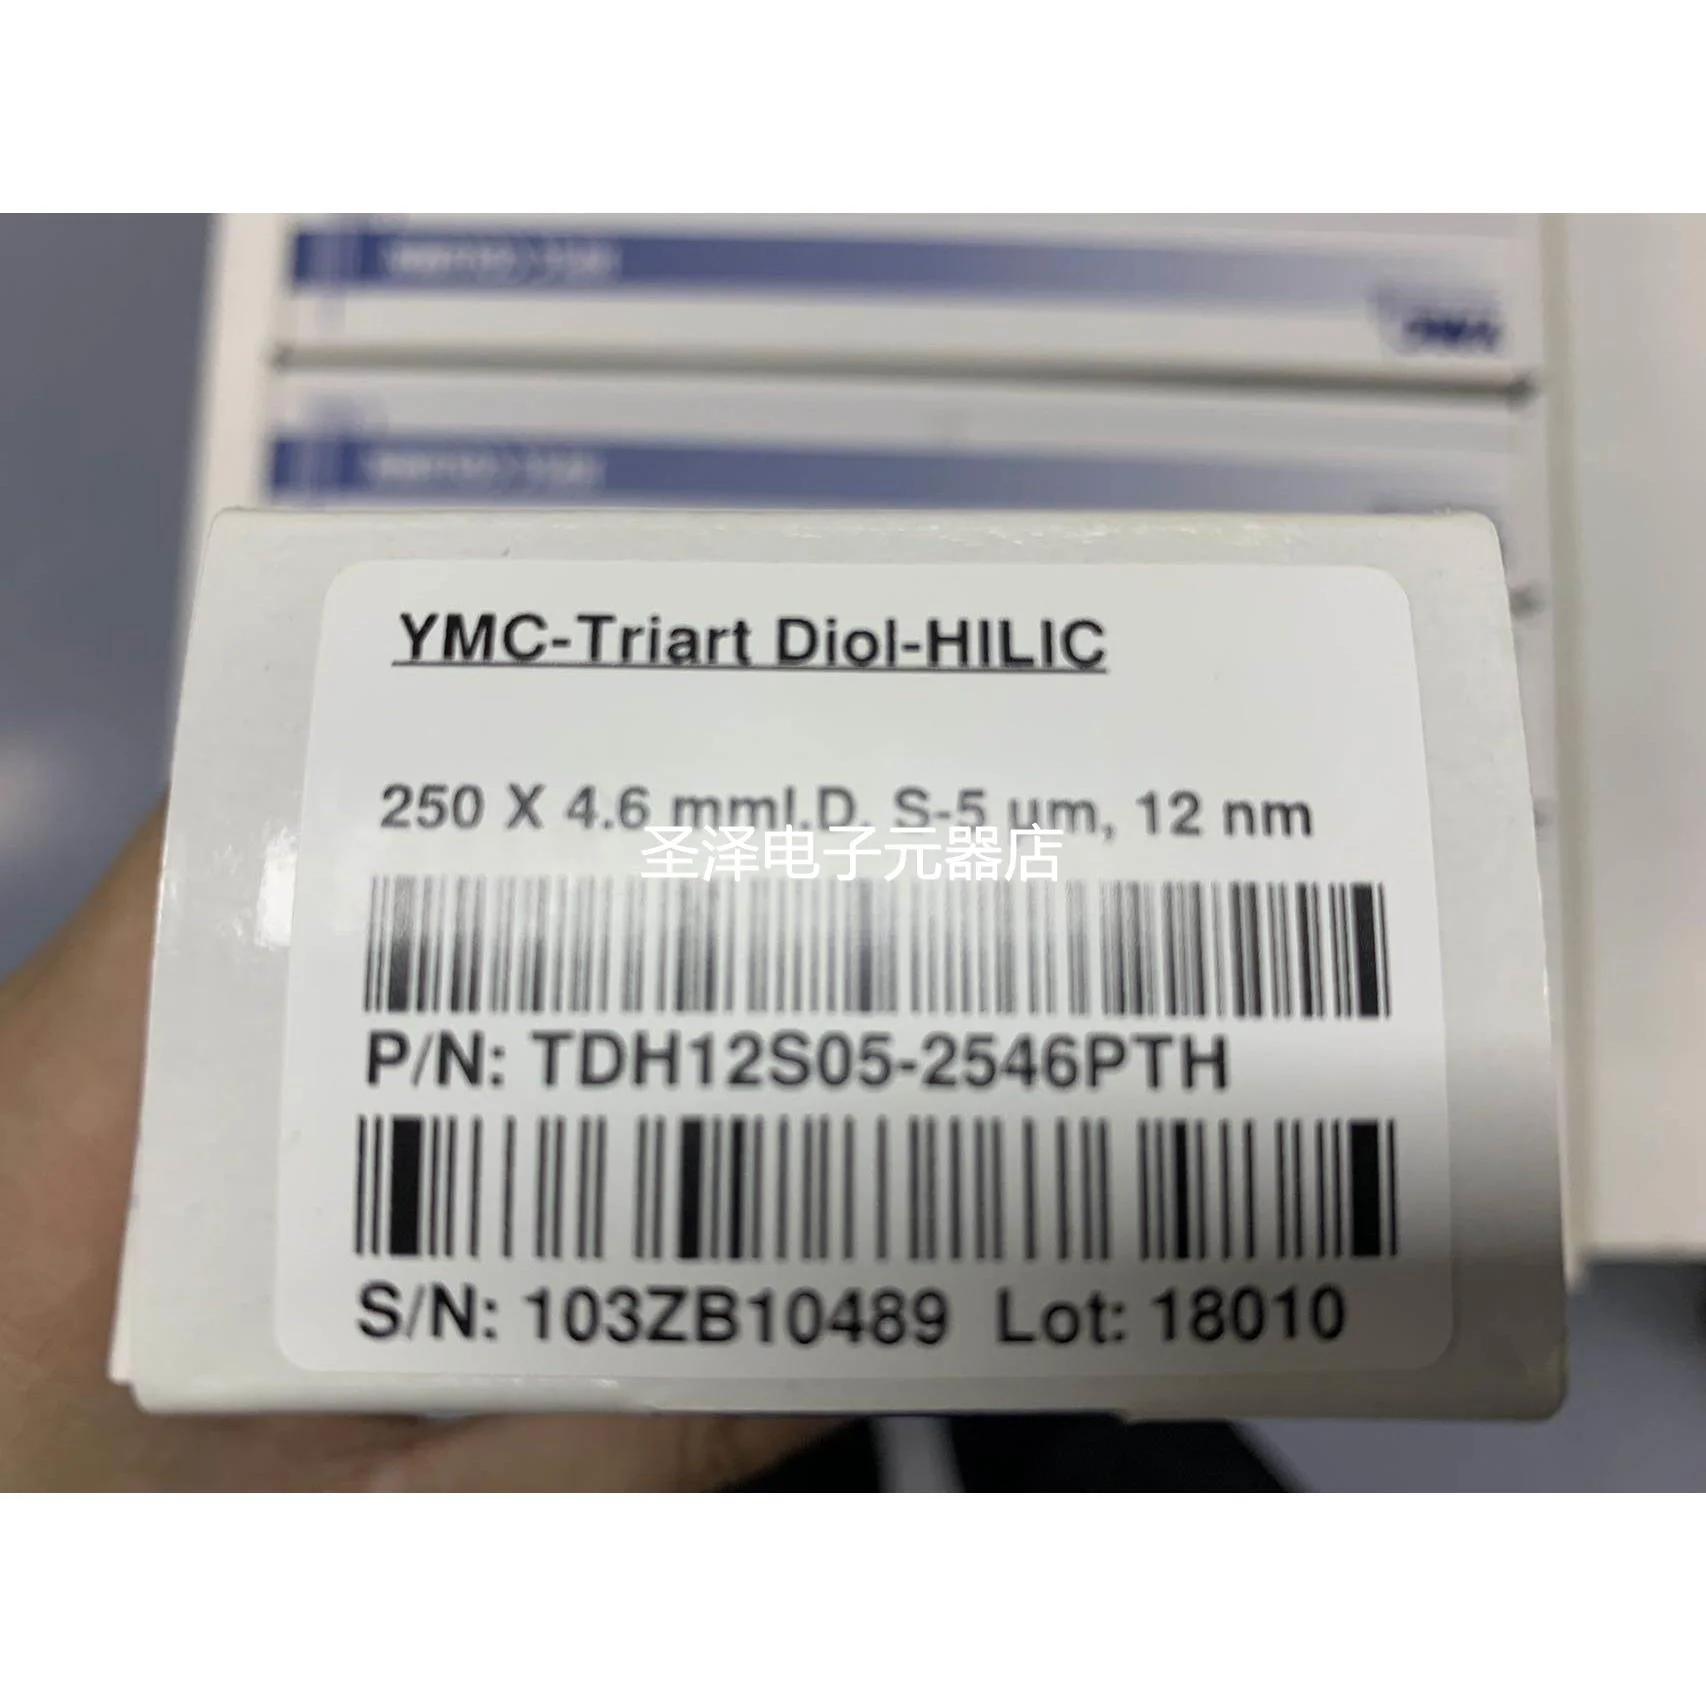 YMC-Triart Diol-HILIC
250 X 4.6 mmI.D. S-5 µm, 12 nm
圣泽电子元器店
P/N: TDH12S05-2546PTH
S/N: 103ZB10489 Lot: 18010